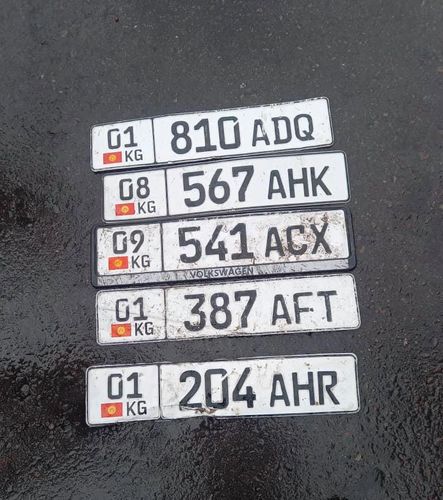 01 KG 810 ADQ
08 KG 567 AHK
09 KG 541 ACX
VOLKSWAGEN
01 KG 387 AFT
01 KG 204 AHR